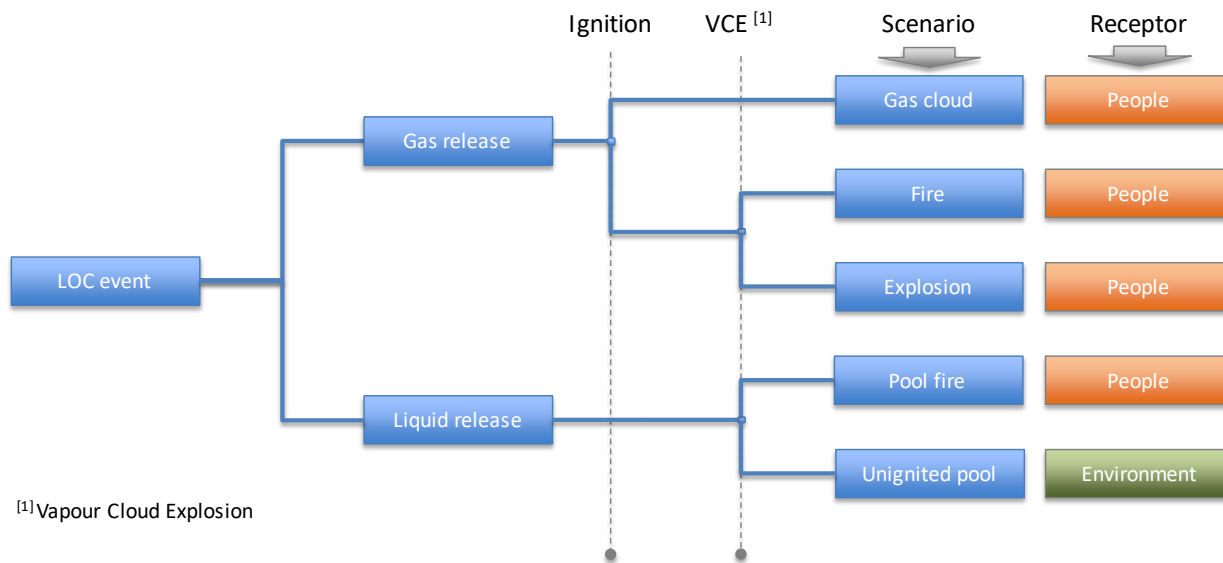 Ignition
VCE [1]
Scenario
Receptor
Gas cloud
People
Gas release
Fire
People
LOC event
Explosion
People
Pool fire
People
Liquid release
Unignited pool
Environment
[1] Vapour Cloud Explosion